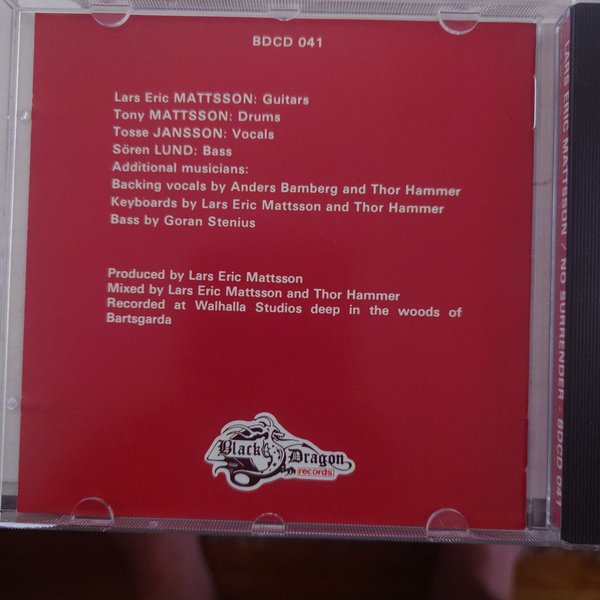 BDCD 041
Lars Eric MATTSSON: Guitars
Tony MATTSSON: Drums
Tosse JANSSON: Vocals
Sören LUND: Bass
Additional musicians:
Backing vocals by Anders Bamberg and Thor Hammer
Keyboards by Lars Eric Mattsson and Thor Hammer
Bass by Goran Stenius
Produced by Lars Eric Mattsson
Mixed by Lars Eric Mattsson and Thor Hammer
Recorded at Walhalla Studios deep in the woods of
Bartsgarda
Black Dragon
records
LARS ERIC MATTSSON / NO SURRENDER - BDCD 041